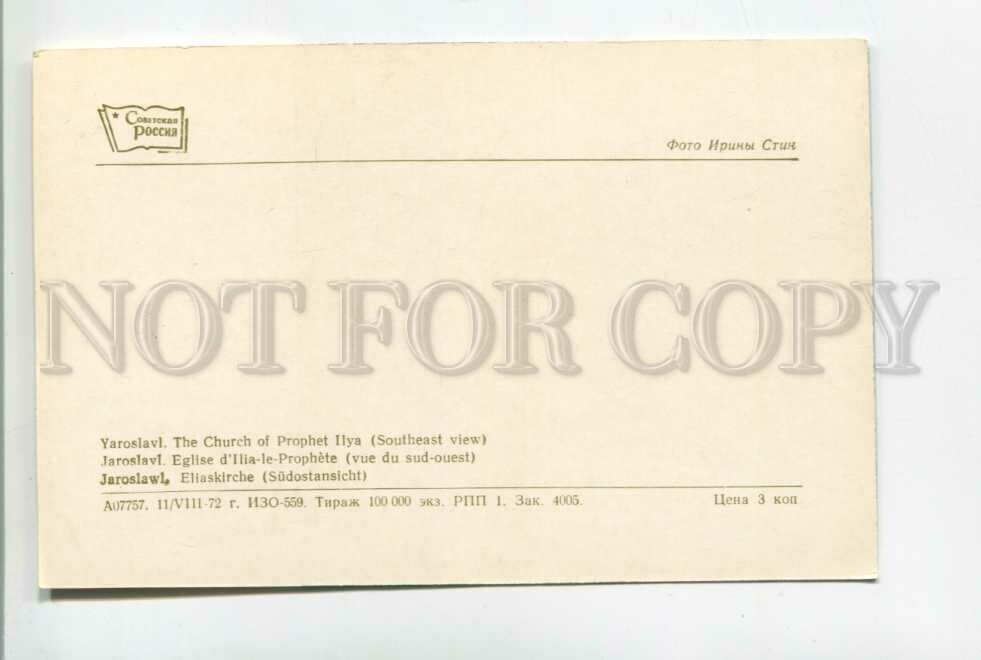 Советская
Россия
Фото Ирины Стин
NOT FOR COPY
Yaroslavl. The Church of Prophet Ilya (Southeast view)
Jaroslavl. Eglise d'Ilia-le-Prophète (vue du sud-ouest)
Jaroslawl, Eliaskirche (Südostansicht)
А07757. 11/VIII-72 г. ИЗО-559. Тираж 100 000 экз. РПП 1. Зак. 4005. Цена 3 коп